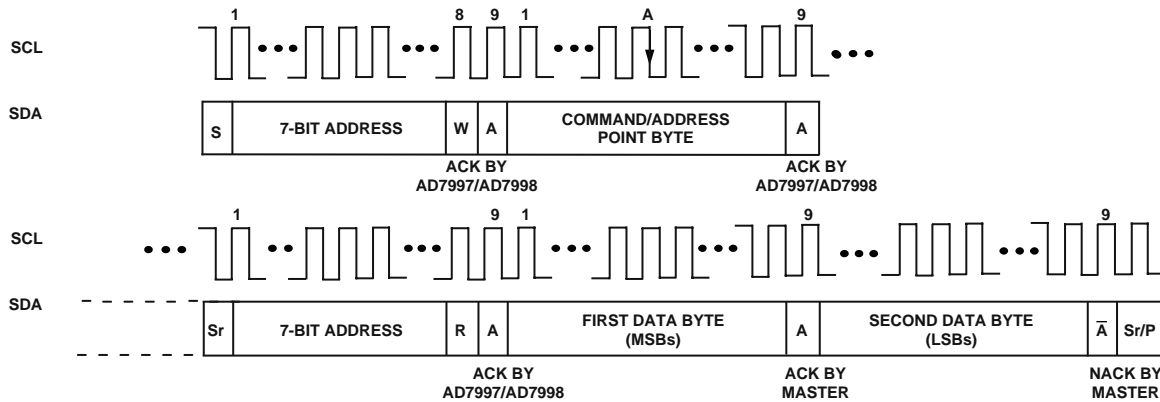 1 8 9 1 A 9
SCL
SDA
S 7-BIT ADDRESS W A COMMAND/ADDRESS POINT BYTE A
ACK BY AD7997/AD7998
ACK BY AD7997/AD7998
1 9 1 9 9
SCL
SDA
Sr 7-BIT ADDRESS R A FIRST DATA BYTE (MSBs) A SECOND DATA BYTE (LSBs) A̅ Sr/P
ACK BY AD7997/AD7998
ACK BY MASTER
NACK BY MASTER